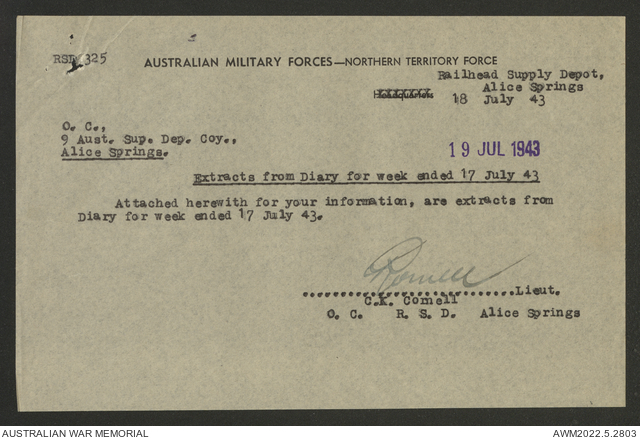 RSD/325
AUSTRALIAN MILITARY FORCES—NORTHERN TERRITORY FORCE
Railhead Supply Depot,
Headquarters Alice Springs
18 July 43
O. C.,
9 Aust. Sup. Dep. Coy.,
Alice Springs.
19 JUL 1943
Extracts from Diary for week ended 17 July 43
Attached herewith for your information, are extracts from
Diary for week ended 17 July 43.
..............................Lieut.
C.K. Comell
O. C. R. S. D. Alice Springs
AUSTRALIAN WAR MEMORIAL
AWM2022.5.2803